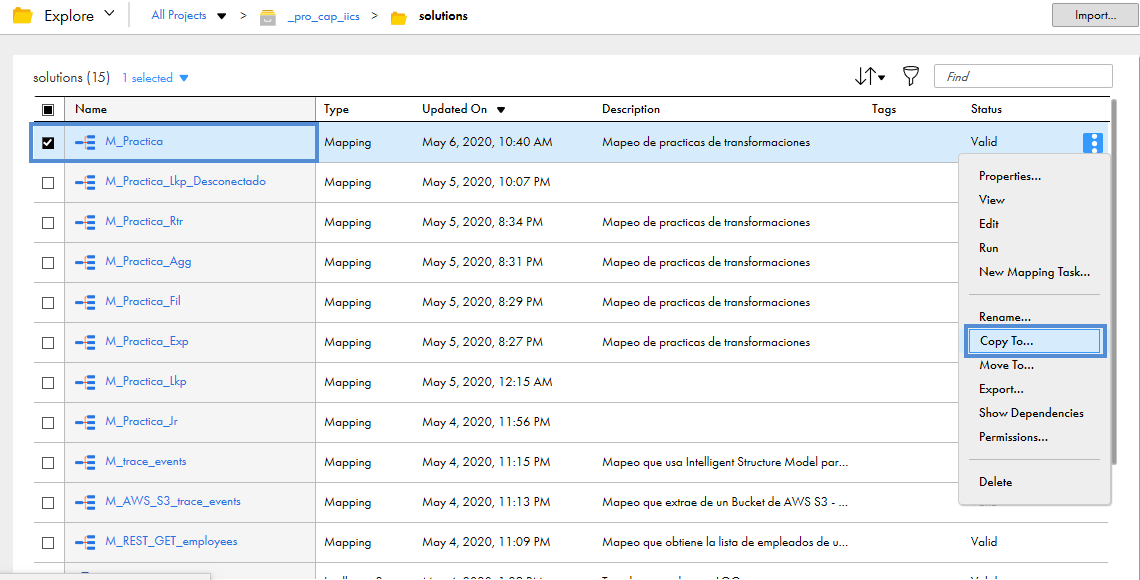 Explore All Projects > _pro_cap_iics > solutions Import...
solutions (15) 1 selected Find
Name Type Updated On Description Tags Status
M_Practica Mapping May 6, 2020, 10:40 AM Mapeo de practicas de transformaciones Valid
M_Practica_Lkp_Desconectado Mapping May 5, 2020, 10:07 PM
M_Practica_Rtr Mapping May 5, 2020, 8:34 PM Mapeo de practicas de transformaciones
M_Practica_Agg Mapping May 5, 2020, 8:31 PM Mapeo de practicas de transformaciones
M_Practica_Fil Mapping May 5, 2020, 8:29 PM Mapeo de practicas de transformaciones
M_Practica_Exp Mapping May 5, 2020, 8:27 PM Mapeo de practicas de transformaciones
M_Practica_Lkp Mapping May 5, 2020, 12:15 AM
M_Practica_Jr Mapping May 4, 2020, 11:56 PM
M_trace_events Mapping May 4, 2020, 11:15 PM Mapeo que usa Intelligent Structure Model par...
M_AWS_S3_trace_events Mapping May 4, 2020, 11:13 PM Mapeo que extrae de un Bucket de AWS S3 - ...
M_REST_GET_employees Mapping May 4, 2020, 11:09 PM Mapeo que obtiene la lista de empleados de u... Valid
Properties...
View
Edit
Run
New Mapping Task...
Rename...
Copy To...
Move To...
Export...
Show Dependencies
Permissions...
Delete